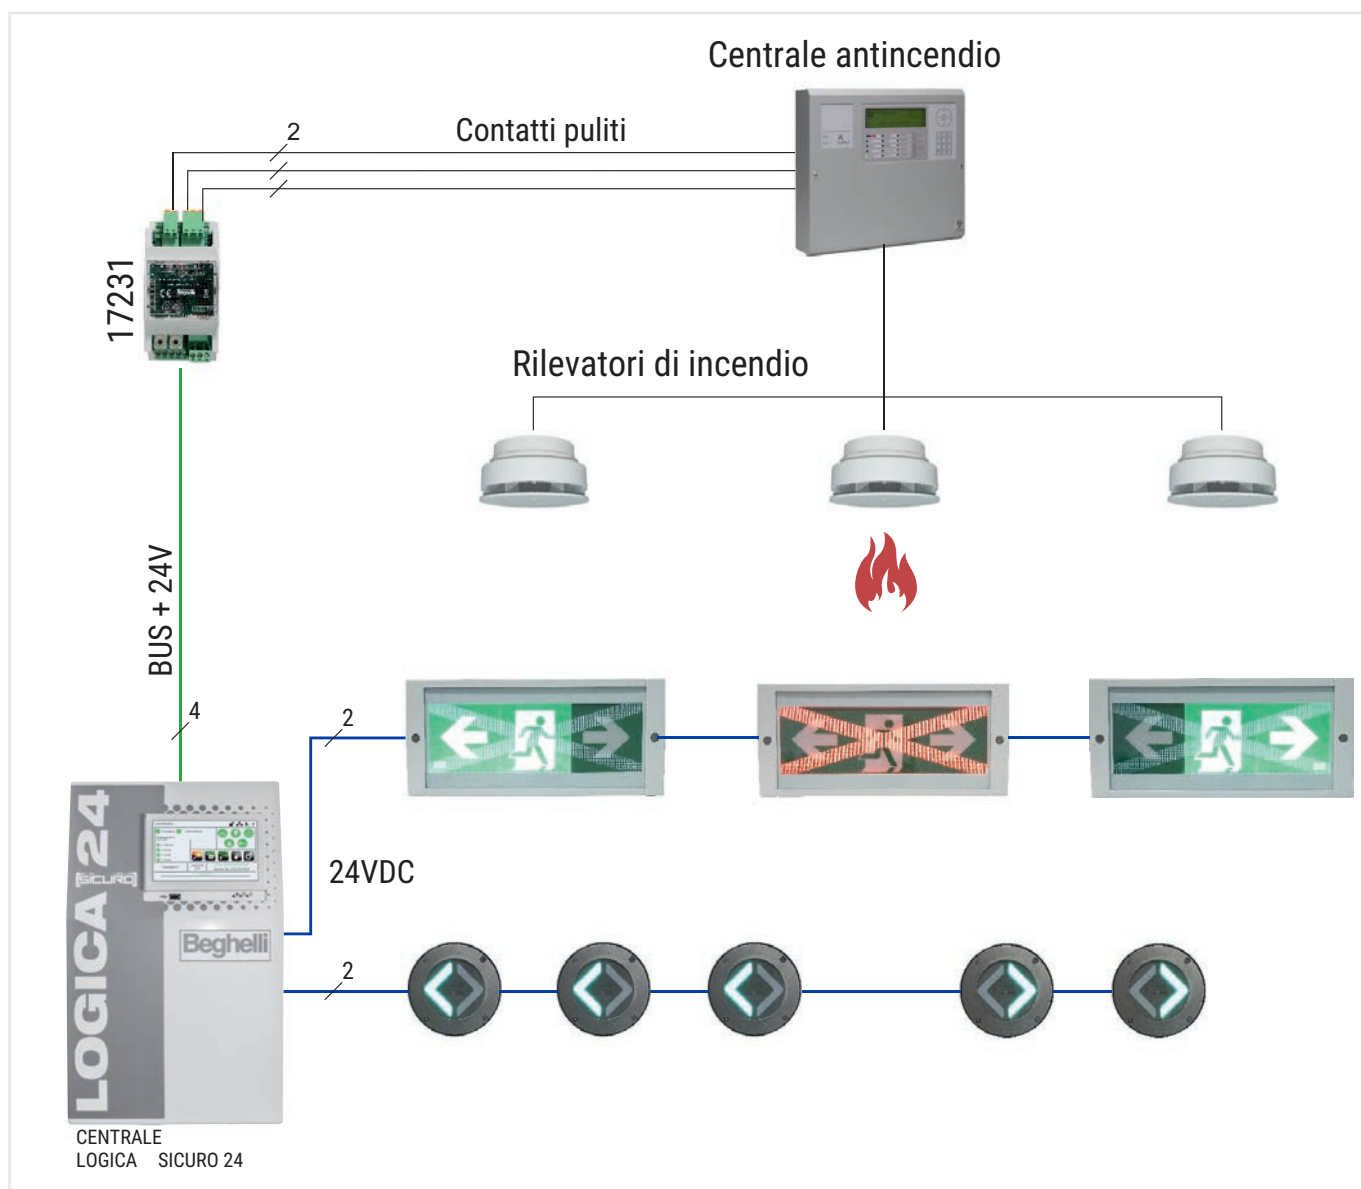 Centrale antincendio
2
Contatti puliti
17231
Rilevatori di incendio
BUS + 24V
4
2
LOGICA 24
SICURO
24VDC
Beghelli
2
CENTRALE
LOGICA SICURO 24